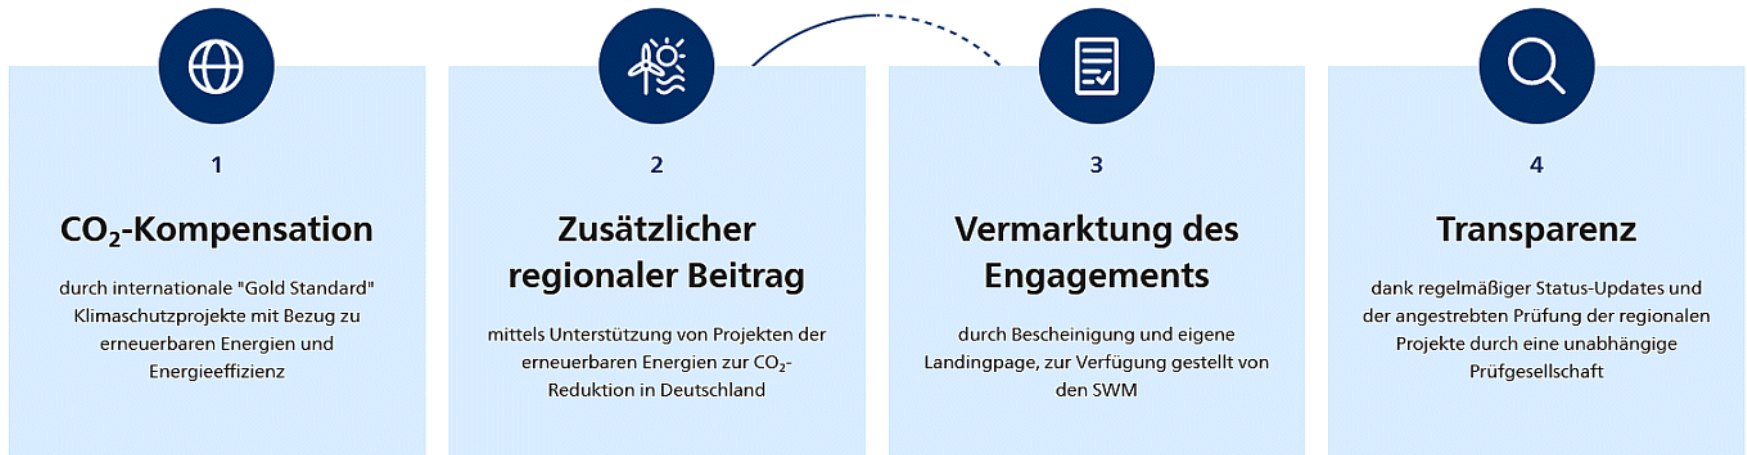 1
CO₂-Kompensation
durch internationale "Gold Standard"
Klimaschutzprojekte mit Bezug zu
erneuerbaren Energien und
Energieeffizienz
2
Zusätzlicher
regionaler Beitrag
mittels Unterstützung von Projekten der
erneuerbaren Energien zur CO₂-
Reduktion in Deutschland
3
Vermarktung des
Engagements
durch Bescheinigung und eigene
Landingpage, zur Verfügung gestellt von
den SWM
4
Transparenz
dank regelmäßiger Status-Updates und
der angestrebten Prüfung der regionalen
Projekte durch eine unabhängige
Prüfgesellschaft